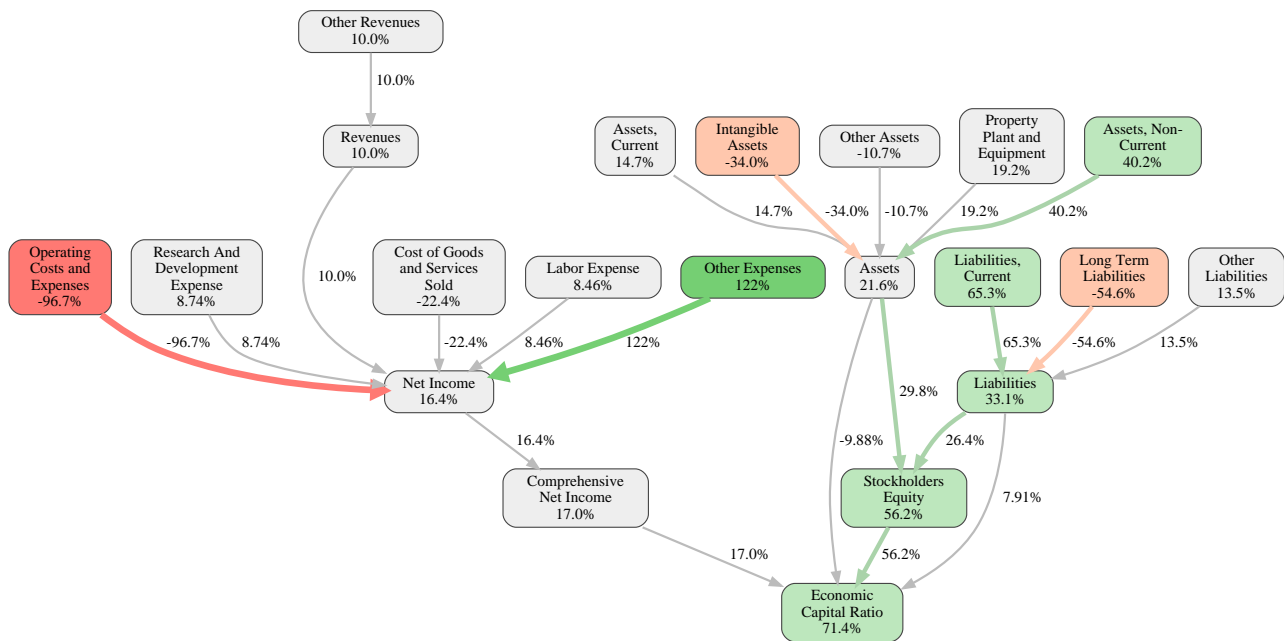 Other Revenues
10.0%
10.0%
Revenues
10.0%
Assets,
Current
14.7%
Intangible
Assets
-34.0%
Other Assets
-10.7%
Property
Plant and
Equipment
19.2%
Assets, Non-
Current
40.2%
14.7%
-34.0%
-10.7%
19.2%
40.2%
Operating
Costs and
Expenses
-96.7%
Research And
Development
Expense
8.74%
10.0%
Cost of Goods
and Services
Sold
-22.4%
Labor Expense
8.46%
Other Expenses
122%
Assets
21.6%
Liabilities,
Current
65.3%
Long Term
Liabilities
-54.6%
Other
Liabilities
13.5%
-96.7%
8.74%
-22.4%
8.46%
122%
65.3%
-54.6%
13.5%
Net Income
16.4%
29.8%
Liabilities
33.1%
16.4%
-9.88%
26.4%
Comprehensive
Net Income
17.0%
Stockholders
Equity
56.2%
7.91%
17.0%
56.2%
Economic
Capital Ratio
71.4%